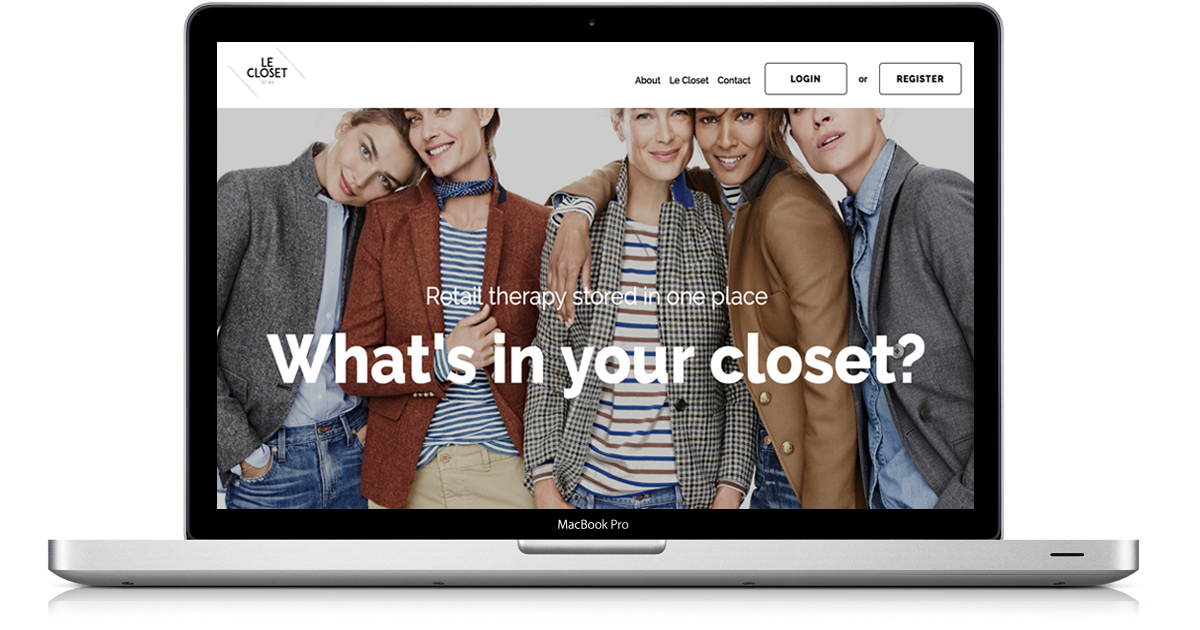 LE
CLOSET
About Le Closet Contact LOGIN or REGISTER
Retail therapy stored in one place
What's in your closet?
MacBook Pro